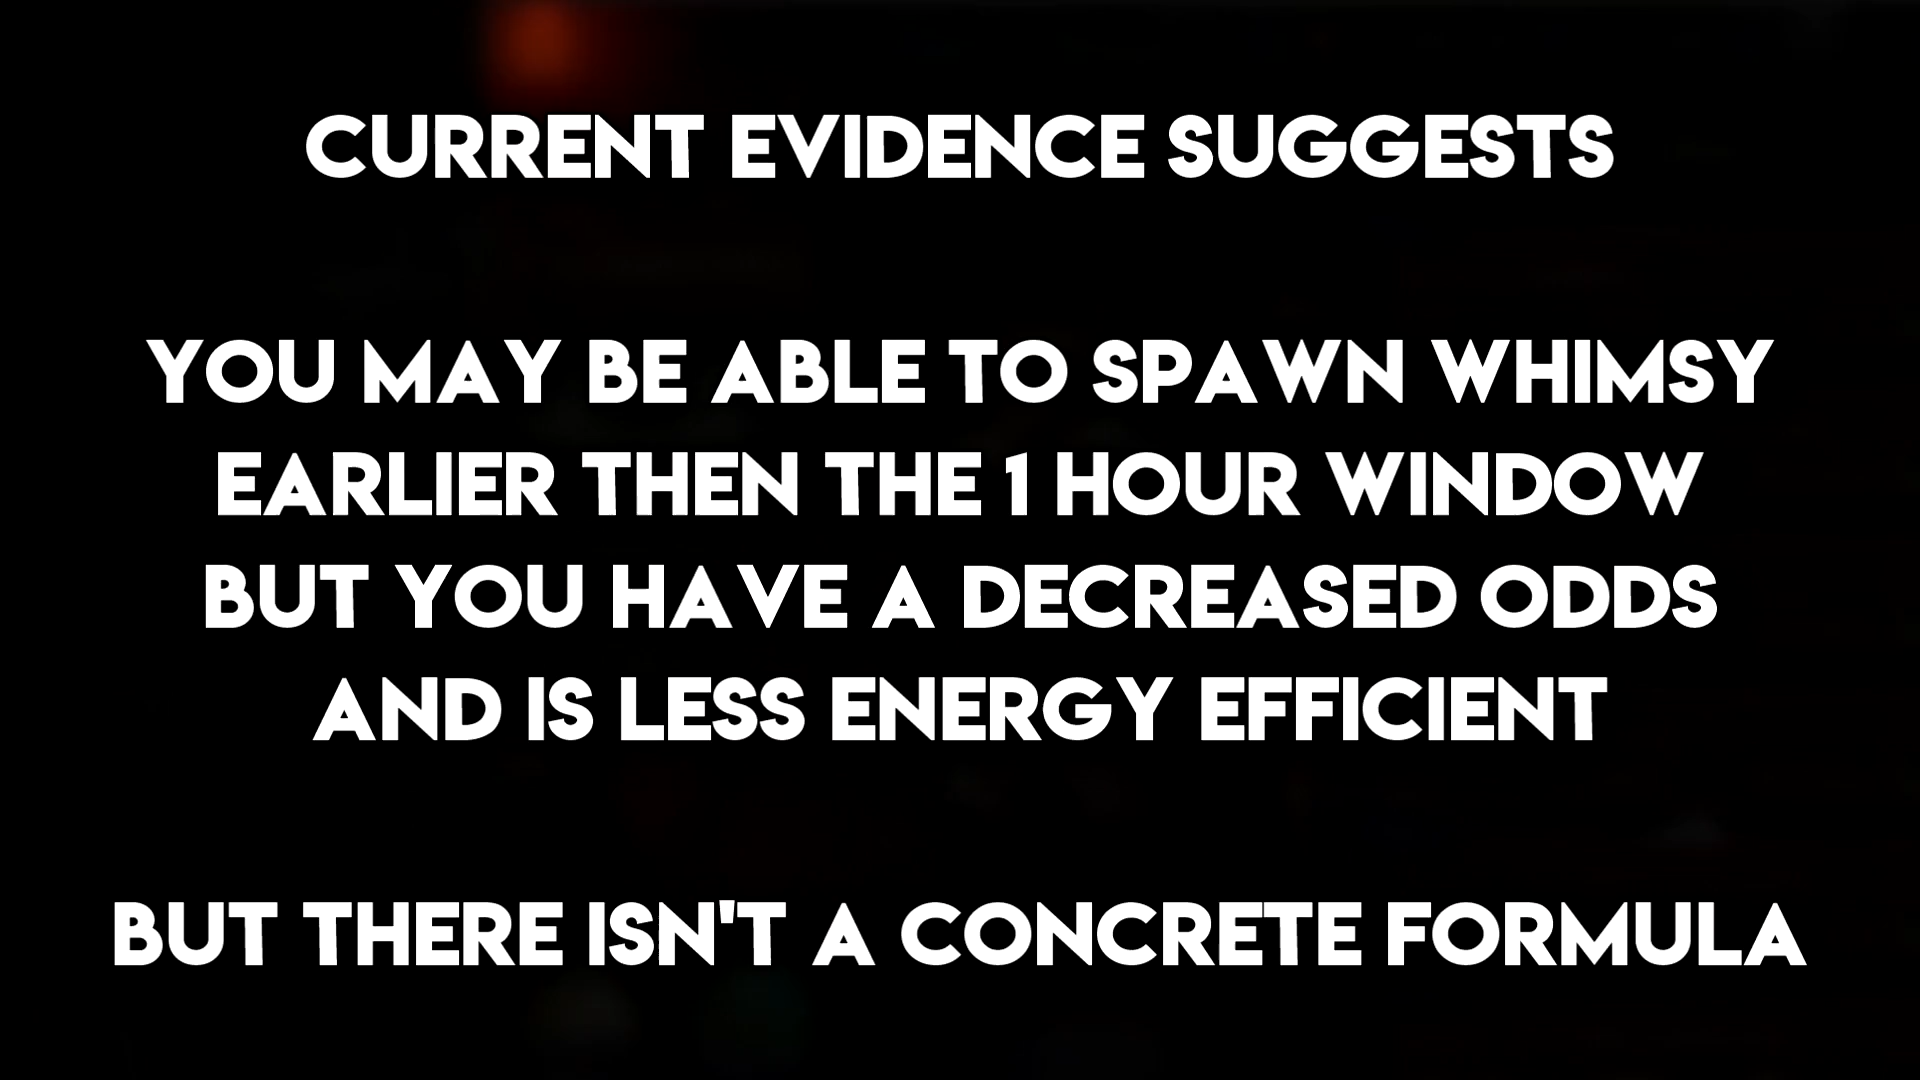 CURRENT EVIDENCE SUGGESTS
YOU MAY BE ABLE TO SPAWN WHIMSY
EARLIER THEN THE 1 HOUR WINDOW
BUT YOU HAVE A DECREASED ODDS
AND IS LESS ENERGY EFFICIENT
BUT THERE ISN'T A CONCRETE FORMULA